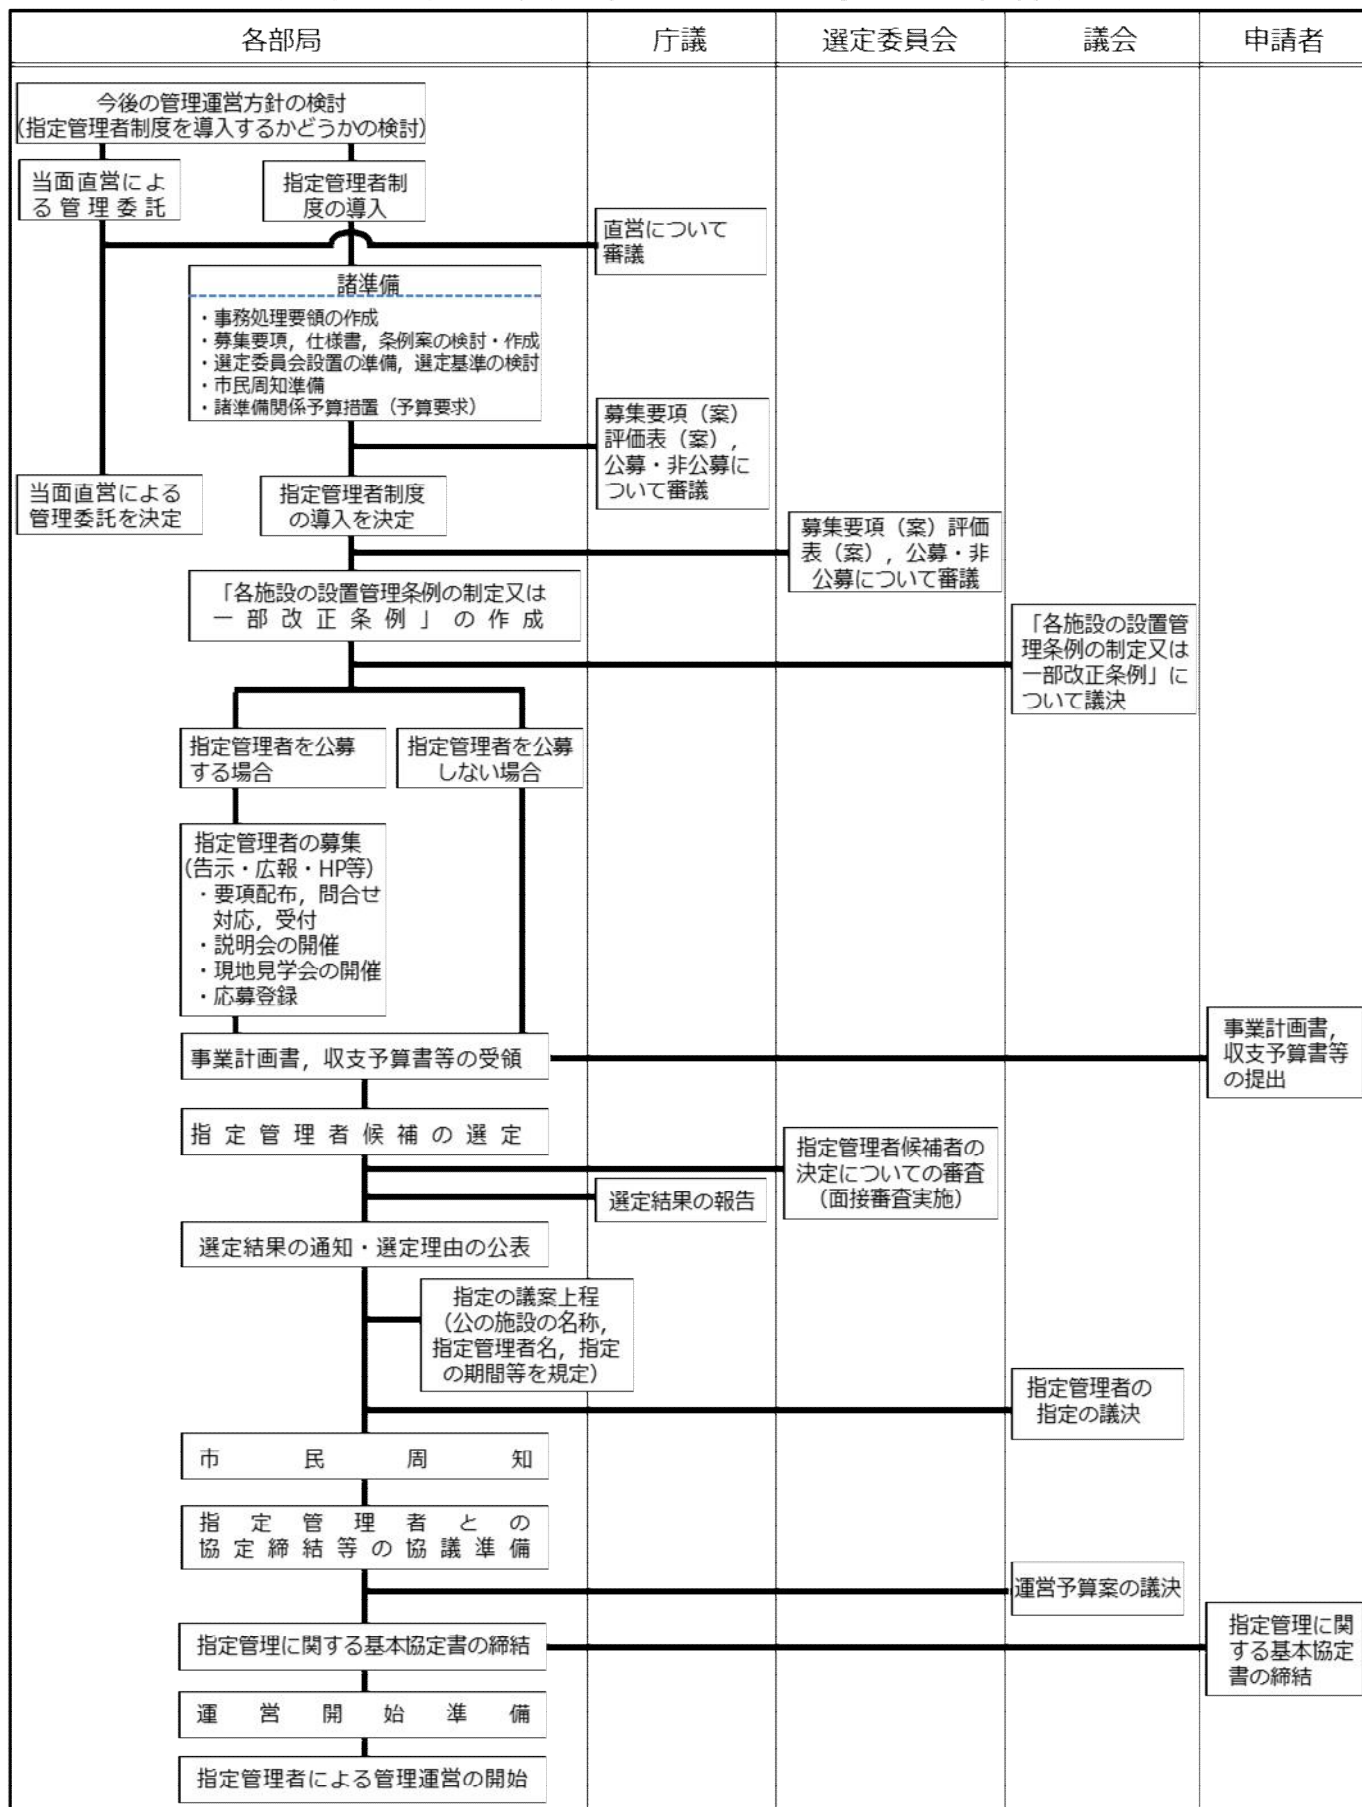 各部局
庁議
選定委員会
議会
申請者
今後の管理運営方針の検討
(指定管理者制度を導入するかどうかの検討)
当面直営によ
る管理委託
指定管理者制
度の導入
直営について
審議
諸準備
・事務処理要領の作成
・募集要項，仕様書，条例案の検討・作成
・選定委員会設置の準備，選定基準の検討
・市民周知準備
・諸準備関係予算措置（予算要求）
募集要項（案）
評価表（案），
公募・非公募に
ついて審議
当面直営による
管理委託を決定
指定管理者制度
の導入を決定
募集要項（案）評価
表（案），公募・非
公募について審議
「各施設の設置管理条例の制定又は
一部改正条例」の作成
「各施設の設置管
理条例の制定又は
一部改正条例」に
ついて議決
指定管理者を公募
する場合
指定管理者を公募
しない場合
指定管理者の募集
(告示・広報・HP等)
・要項配布，問合せ
対応，受付
・説明会の開催
・現地見学会の開催
・応募登録
事業計画書，収支予算書等の受領
事業計画書，
収支予算書等
の提出
指定管理者候補の選定
指定管理者候補者の
決定についての審査
（面接審査実施）
選定結果の報告
選定結果の通知・選定理由の公表
指定の議案上程
（公の施設の名称，
指定管理者名，指定
の期間等を規定）
指定管理者の
指定の議決
市民周知
指定管理者との
協定締結等の協議準備
運営予算案の議決
指定管理に関する基本協定書の締結
指定管理に関
する基本協定
書の締結
運営開始準備
指定管理者による管理運営の開始